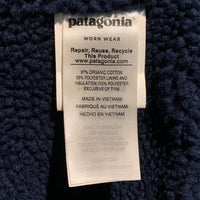 patagonia
WORN WEAR
Repair, Reuse, Recycle
This Product
www.patagonia.com
67% ORGANIC COTTON
33% POLYESTER LINING AND
INSULATION 100% POLYESTER
EXCLUSIVE OF TRIM
MADE IN VIETNAM
FABRIQUÉ AU VIETNAM
HECHO EN VIETNAM